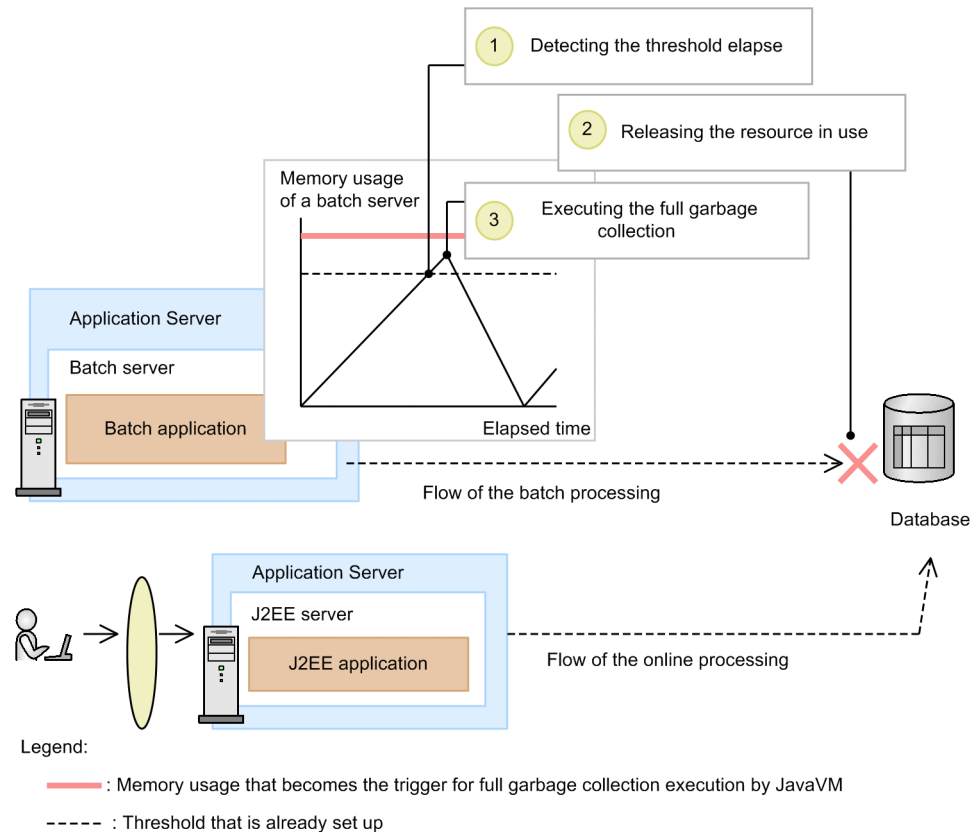 1 Detecting the threshold elapse
2 Releasing the resource in use
Memory usage
of a batch server
3 Executing the full garbage
collection
Application Server
Batch server
Batch application
Elapsed time
Flow of the batch processing
Database
Application Server
J2EE server
J2EE application
Flow of the online processing
Legend:
: Memory usage that becomes the trigger for full garbage collection execution by JavaVM
: Threshold that is already set up